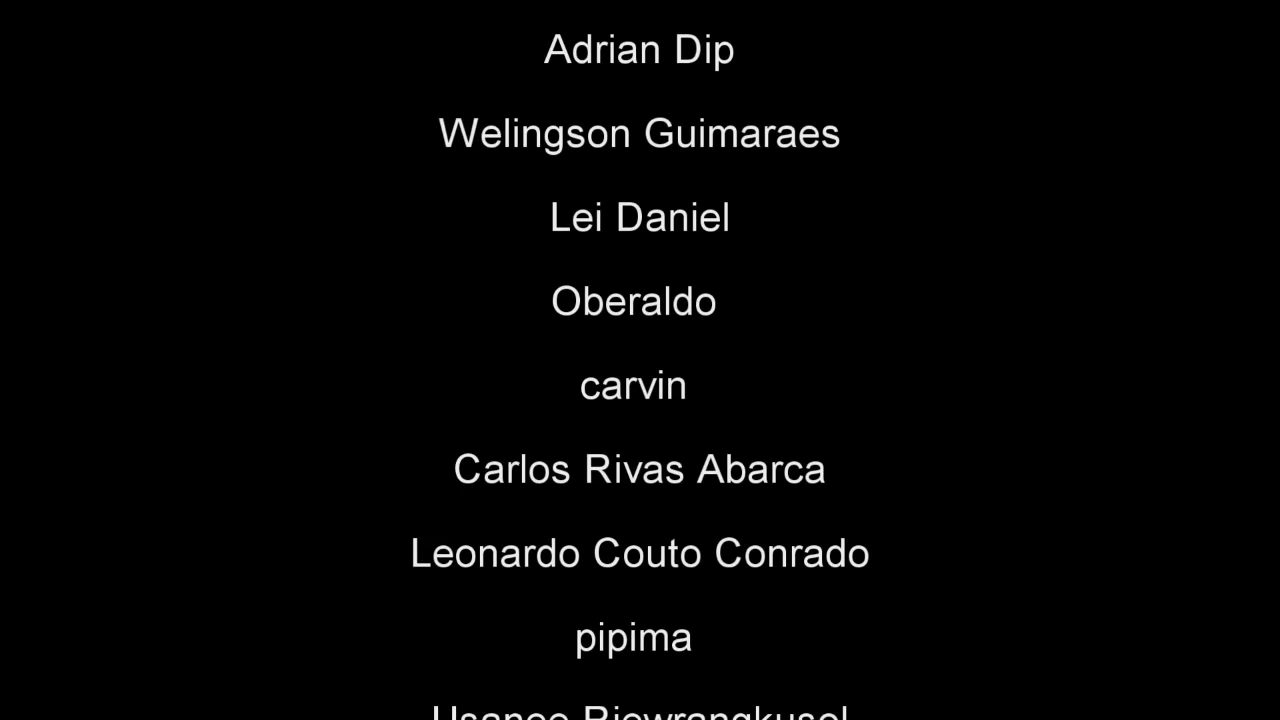 Adrian Dip
Welingson Guimaraes
Lei Daniel
Oberaldo
carvin
Carlos Rivas Abarca
Leonardo Couto Conrado
pipima